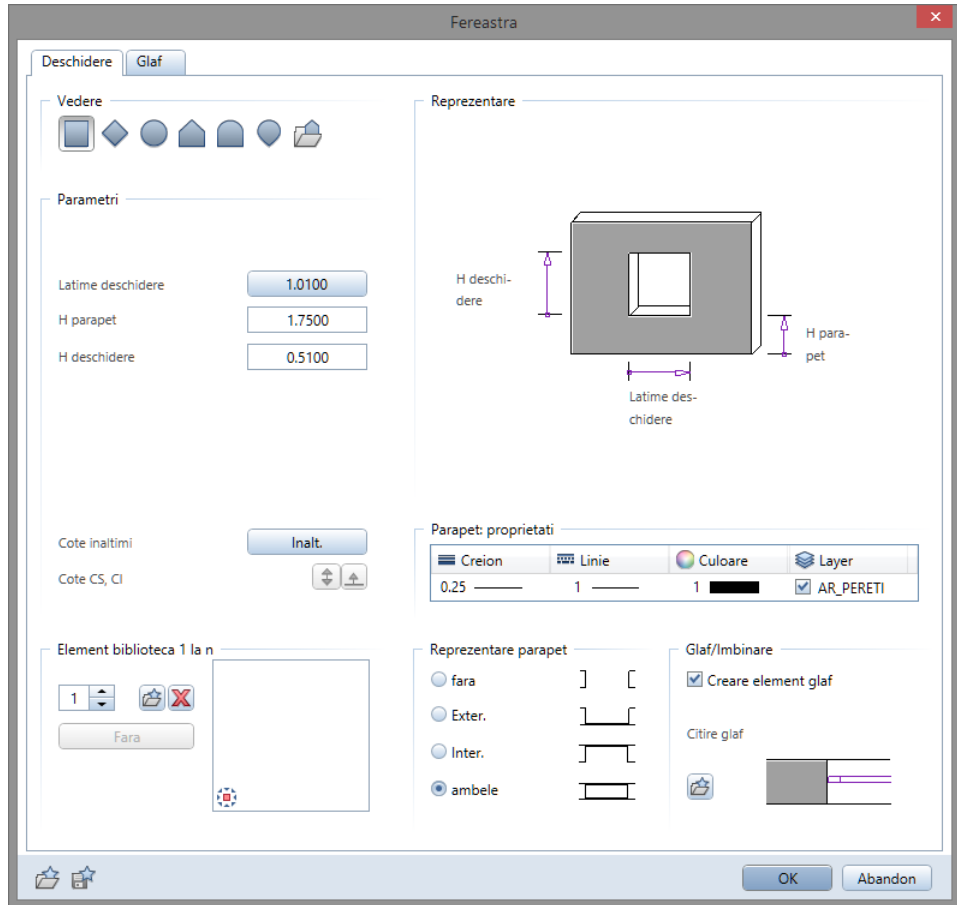 Fereastra
Deschidere Glaf
Vedere
Parametri
Latime deschidere 1.0100
H parapet 1.7500
H deschidere 0.5100
Cote inaltimi Inalt.
Cote CS, CI
Element biblioteca 1 la n
1
Fara
Reprezentare
H deschi-
dere
H para-
pet
Latime des-
chidere
Parapet: proprietati
Creion Linie Culoare Layer
0.25 1 1 AR_PERETI
Reprezentare parapet
fara
Exter.
Inter.
ambele
Glaf/Imbinare
Creare element glaf
Citire glaf
OK Abandon